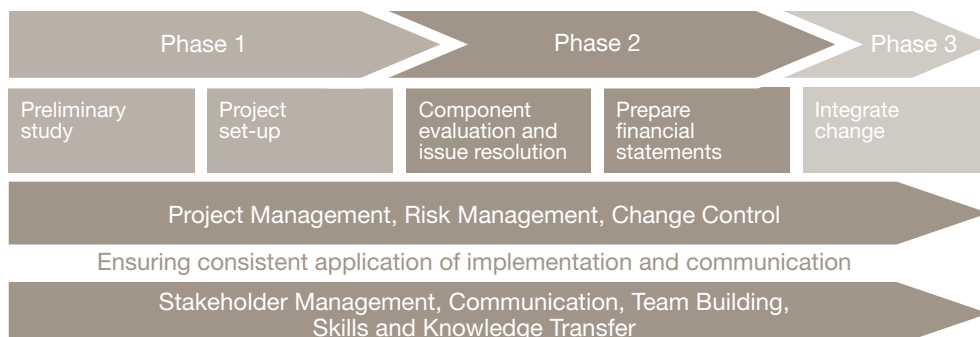 Phase 1
Phase 2
Phase 3
Preliminary
study
Project
set-up
Component
evaluation and
issue resolution
Prepare
financial
statements
Integrate
change
Project Management, Risk Management, Change Control
Ensuring consistent application of implementation and communication
Stakeholder Management, Communication, Team Building,
Skills and Knowledge Transfer